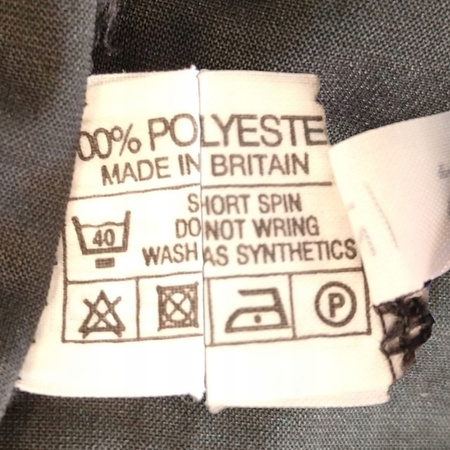 00% POLYESTE
MADE IN BRITAIN
SHORT SPIN
DO NOT WRING
40
WASH AS SYNTHETICS
P